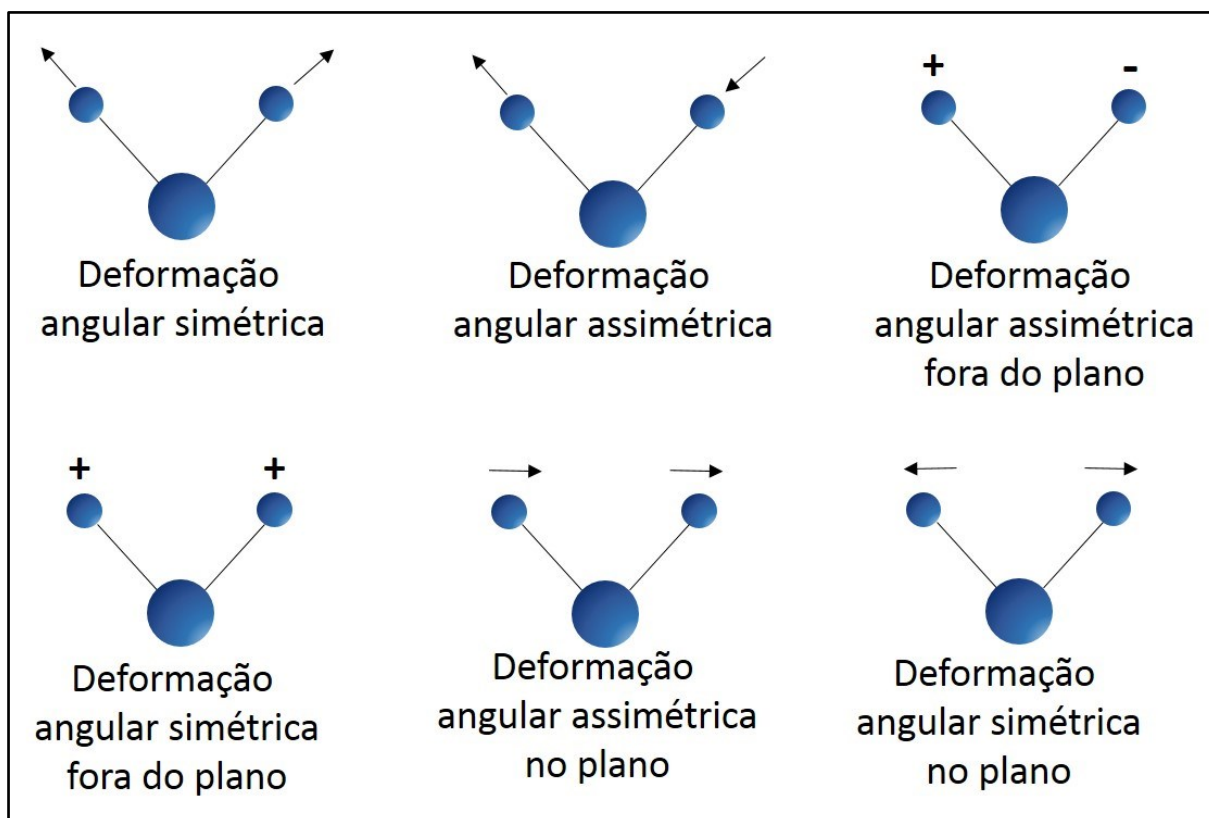 Deformação
angular simétrica
Deformação
angular assimétrica
+ -
Deformação
angular assimétrica
fora do plano
+ +
Deformação
angular simétrica
fora do plano
Deformação
angular assimétrica
no plano
Deformação
angular simétrica
no plano